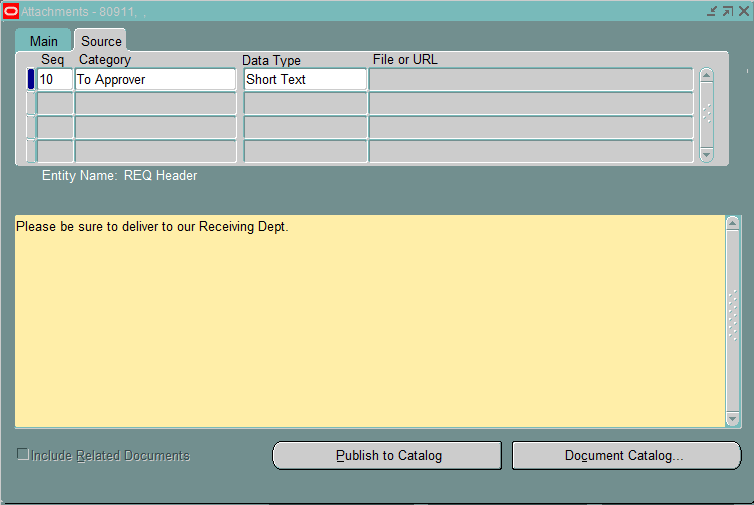 Attachments - 80911, ,
Main Source
Seq Category Data Type File or URL
10 To Approver Short Text
Entity Name: REQ Header
Please be sure to deliver to our Receiving Dept.
Include Related Documents Publish to Catalog Document Catalog...